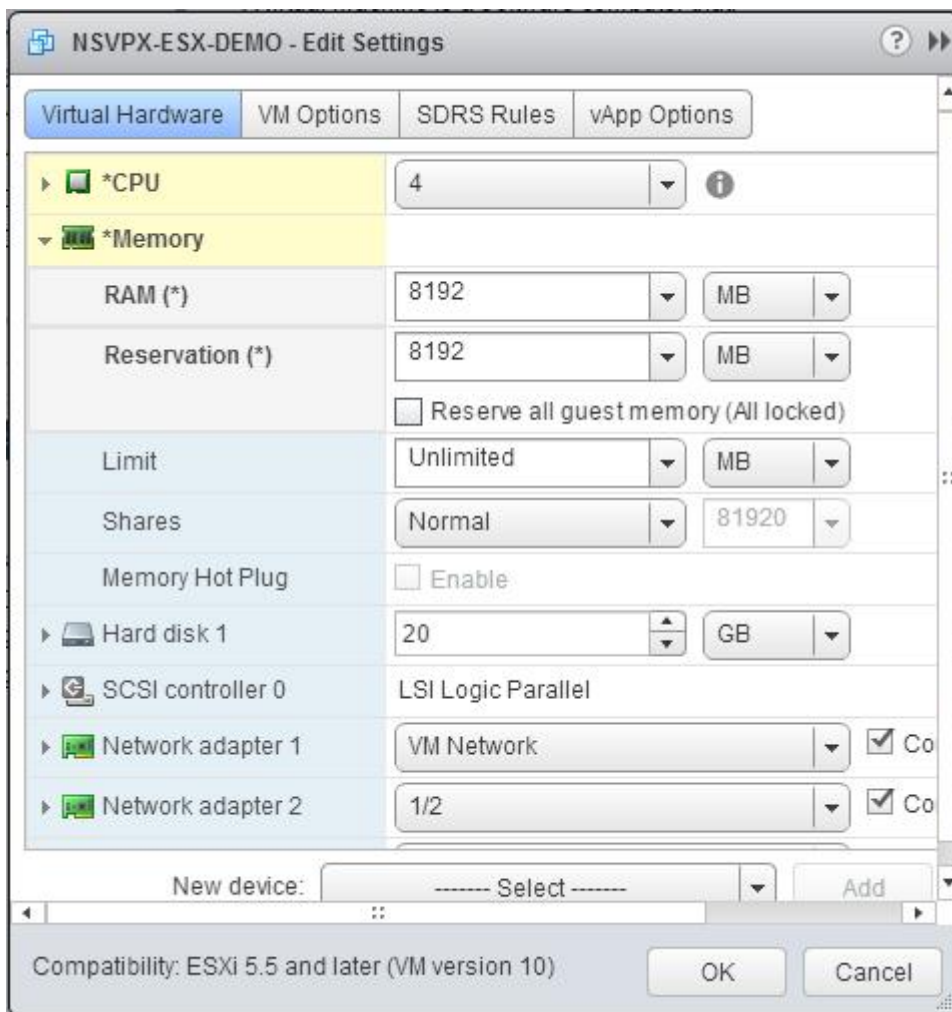 NSVPX-ESX-DEMO - Edit Settings
Virtual Hardware VM Options SDRS Rules vApp Options
*CPU 4
*Memory
RAM (*) 8192 MB
Reservation (*) 8192 MB
Reserve all guest memory (All locked)
Limit Unlimited MB
Shares Normal 81920
Memory Hot Plug Enable
Hard disk 1 20 GB
SCSI controller 0 LSI Logic Parallel
Network adapter 1 VM Network Co
Network adapter 2 1/2 Co
New device: ------- Select ------- Add
Compatibility: ESXi 5.5 and later (VM version 10) OK Cancel